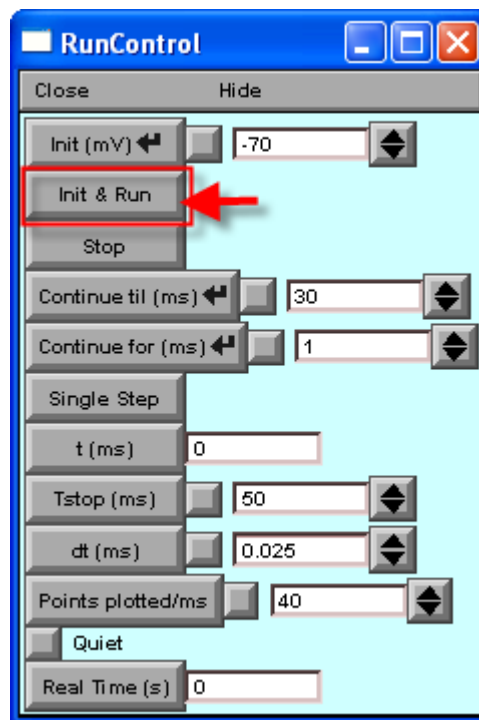 RunControl
Close Hide
Init (mV) -70
Init & Run
Stop
Continue til (ms) 30
Continue for (ms) 1
Single Step
t (ms) 0
Tstop (ms) 50
dt (ms) 0.025
Points plotted/ms 40
Quiet
Real Time (s) 0